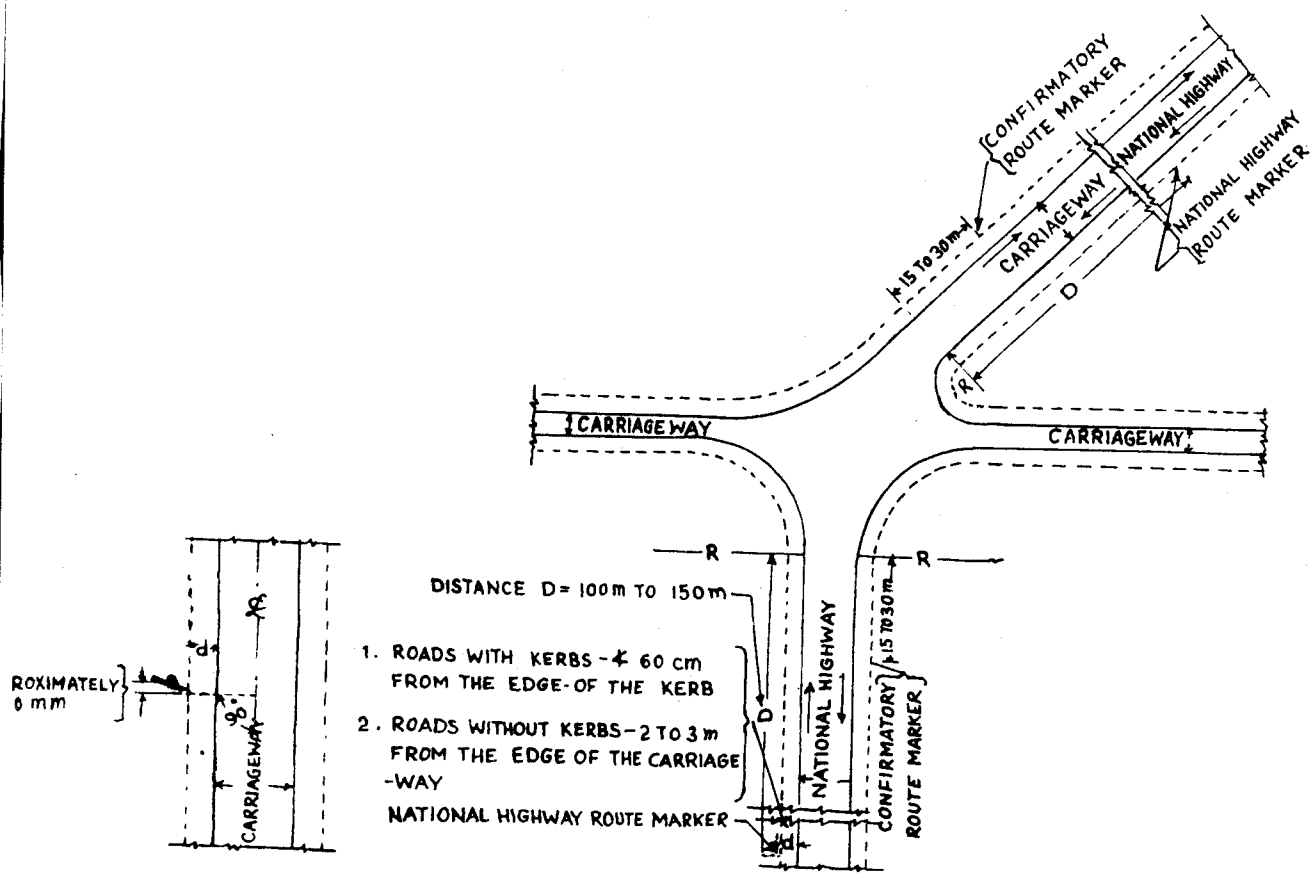 CONFIRMATORY
ROUTE MARKER
NATIONAL HIGHWAY
NATIONAL HIGHWAY
ROUTE MARKER
CARRIAGEWAY
15 TO 30m
D
R
CARRIAGEWAY
CARRIAGEWAY
R
R
DISTANCE D = 100m TO 150m
15 TO 30m
1. ROADS WITH KERBS - ≮ 60 cm
FROM THE EDGE-OF THE KERB
2. ROADS WITHOUT KERBS - 2 TO 3 m
FROM THE EDGE OF THE CARRIAGE
-WAY
NATIONAL HIGHWAY ROUTE MARKER
D
d
NATIONAL HIGHWAY
CONFIRMATORY
ROUTE MARKER
d
ROXIMATELY
mm
CARRIAGEWAY